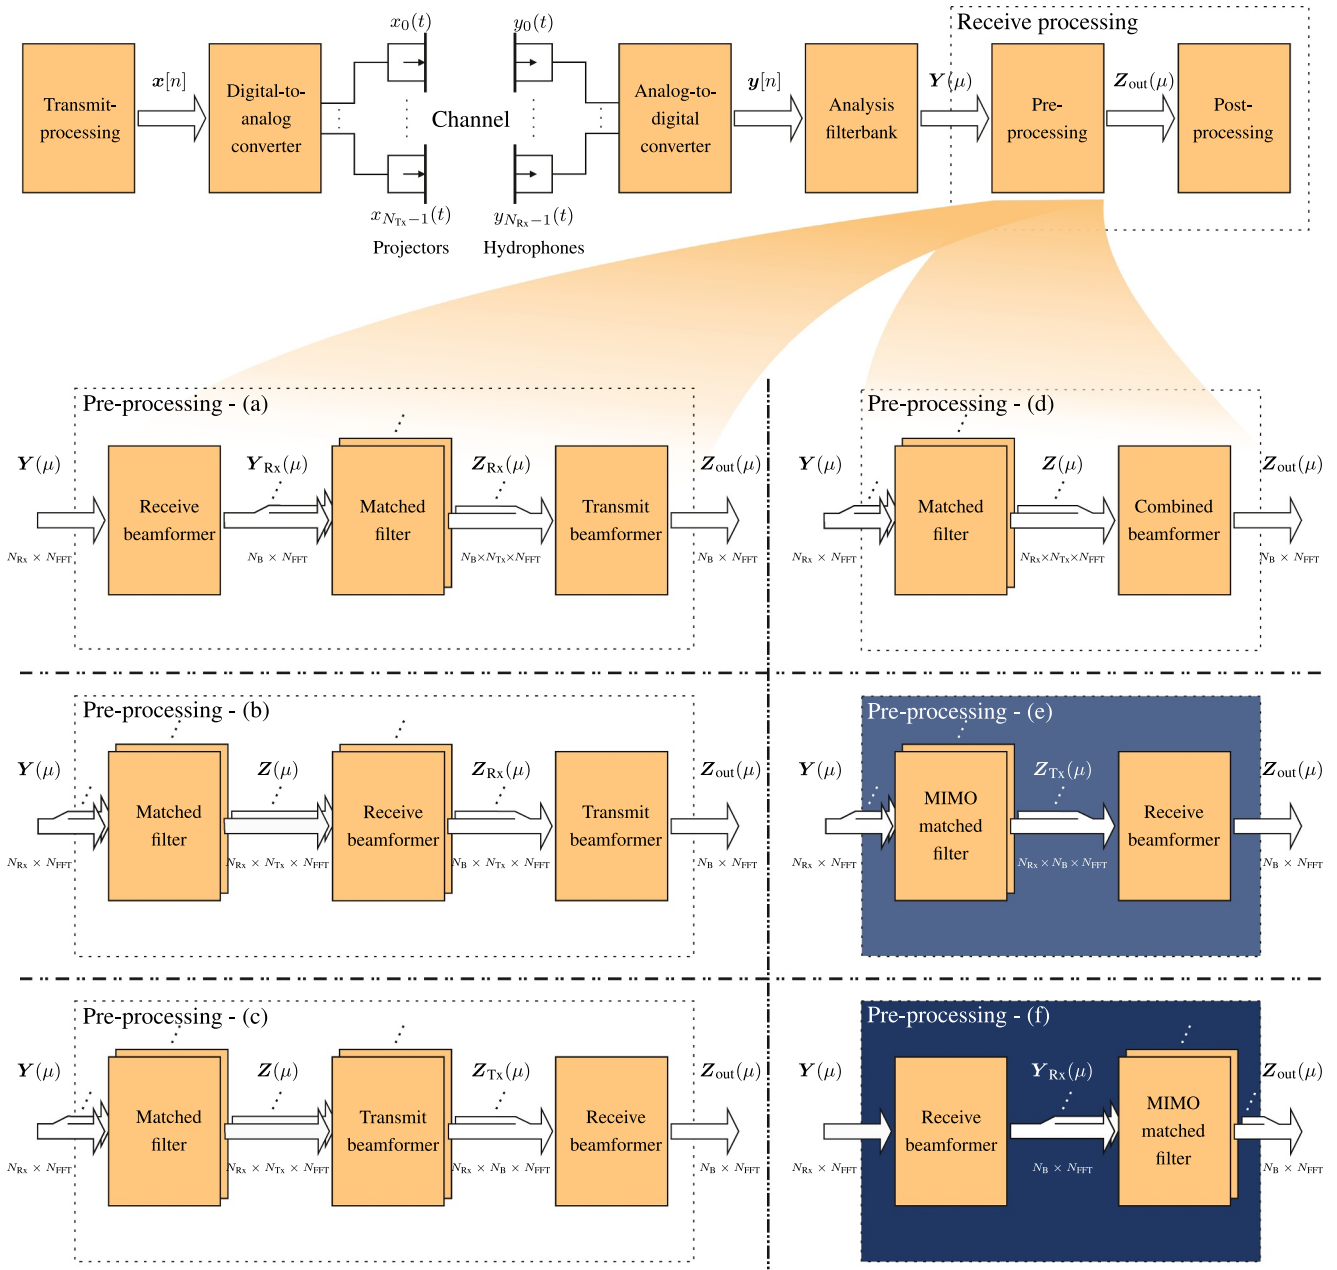 Receive processing
x_0(t)
y_0(t)
Transmit-
processing
x[n]
Digital-to-
analog
converter
Channel
Analog-to-
digital
converter
y[n]
Analysis
filterbank
Y(μ)
Pre-
processing
Z_out(μ)
Post-
processing
x_{N_Tx−1}(t)
y_{N_Rx−1}(t)
Projectors
Hydrophones
Pre-processing - (a)
Y(μ)
N_Rx × N_FFT
Receive
beamformer
Y_Rx(μ)
N_B × N_FFT
Matched
filter
Z_Rx(μ)
N_B×N_Tx×N_FFT
Transmit
beamformer
Z_out(μ)
N_B × N_FFT
Pre-processing - (d)
Y(μ)
N_Rx × N_FFT
Matched
filter
Z(μ)
N_Rx×N_Tx×N_FFT
Combined
beamformer
Z_out(μ)
N_B × N_FFT
Pre-processing - (b)
Y(μ)
N_Rx × N_FFT
Matched
filter
Z(μ)
N_Rx × N_Tx × N_FFT
Receive
beamformer
Z_Rx(μ)
N_B × N_Tx × N_FFT
Transmit
beamformer
Z_out(μ)
N_B × N_FFT
Pre-processing - (e)
Y(μ)
N_Rx × N_FFT
MIMO
matched
filter
Z_Tx(μ)
N_Rx × N_B × N_FFT
Receive
beamformer
Z_out(μ)
N_B × N_FFT
Pre-processing - (c)
Y(μ)
N_Rx × N_FFT
Matched
filter
Z(μ)
N_Rx × N_Tx × N_FFT
Transmit
beamformer
Z_Tx(μ)
N_Rx × N_B × N_FFT
Receive
beamformer
Z_out(μ)
N_B × N_FFT
Pre-processing - (f)
Y(μ)
N_Rx × N_FFT
Receive
beamformer
Y_Rx(μ)
N_B × N_FFT
MIMO
matched
filter
Z_out(μ)
N_B × N_FFT